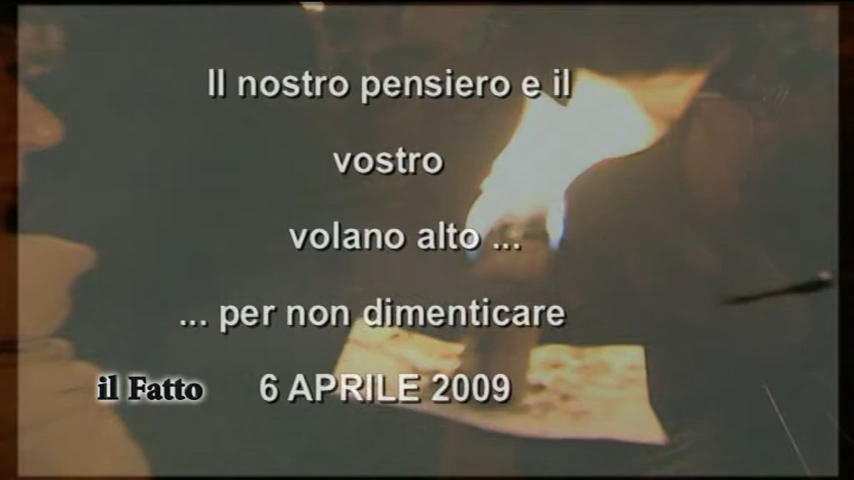 Il nostro pensiero e il
vostro
volano alto ...
... per non dimenticare
il Fatto
6 APRILE 2009